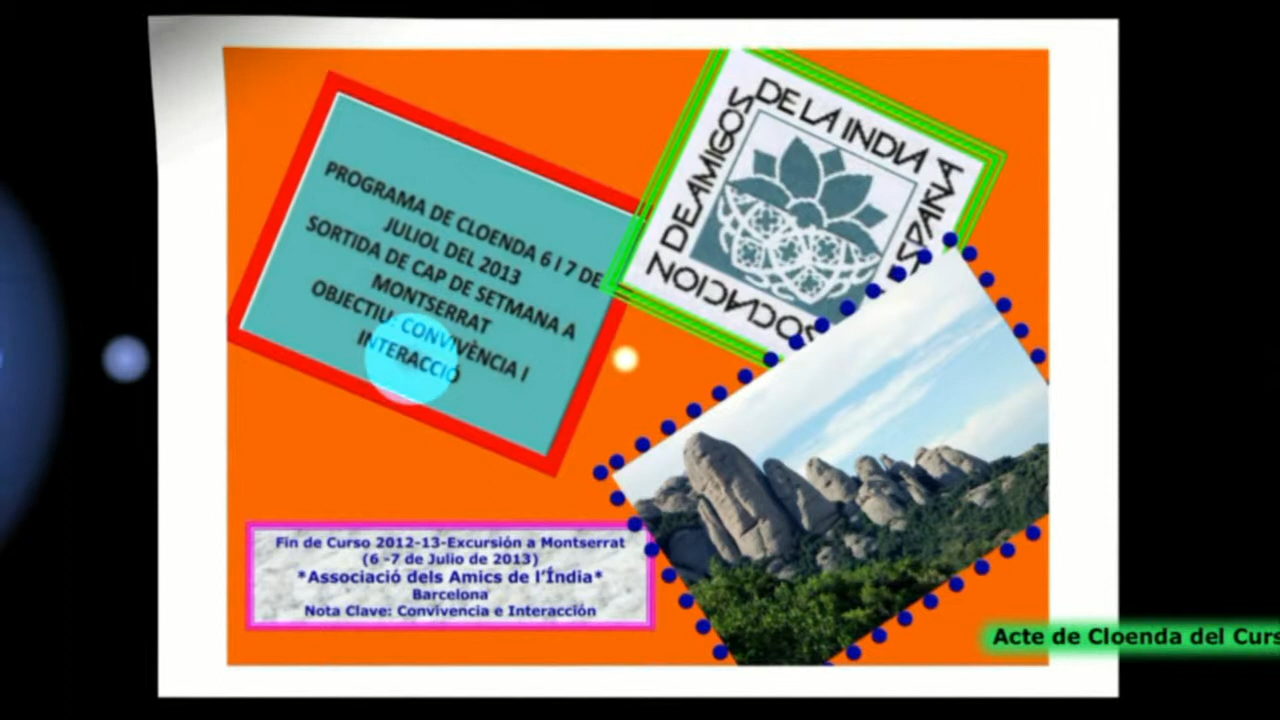 PROGRAMA DE CLOENDA 6 I 7 DE
JULIOL DEL 2013
SORTIDA DE CAP DE SETMANA A
MONTSERRAT
OBJECTIU: CONVIVÈNCIA I
INTERACCIÓ
DE AMIGOS
DE LA INDIA
ESPAÑA
Fin de Curso 2012-13-Excursión a Montserrat
(6 -7 de Julio de 2013)
*Associació dels Amics de l'Índia*
Barcelona
Nota Clave: Convivencia e Interacción
Acte de Cloenda del Curs